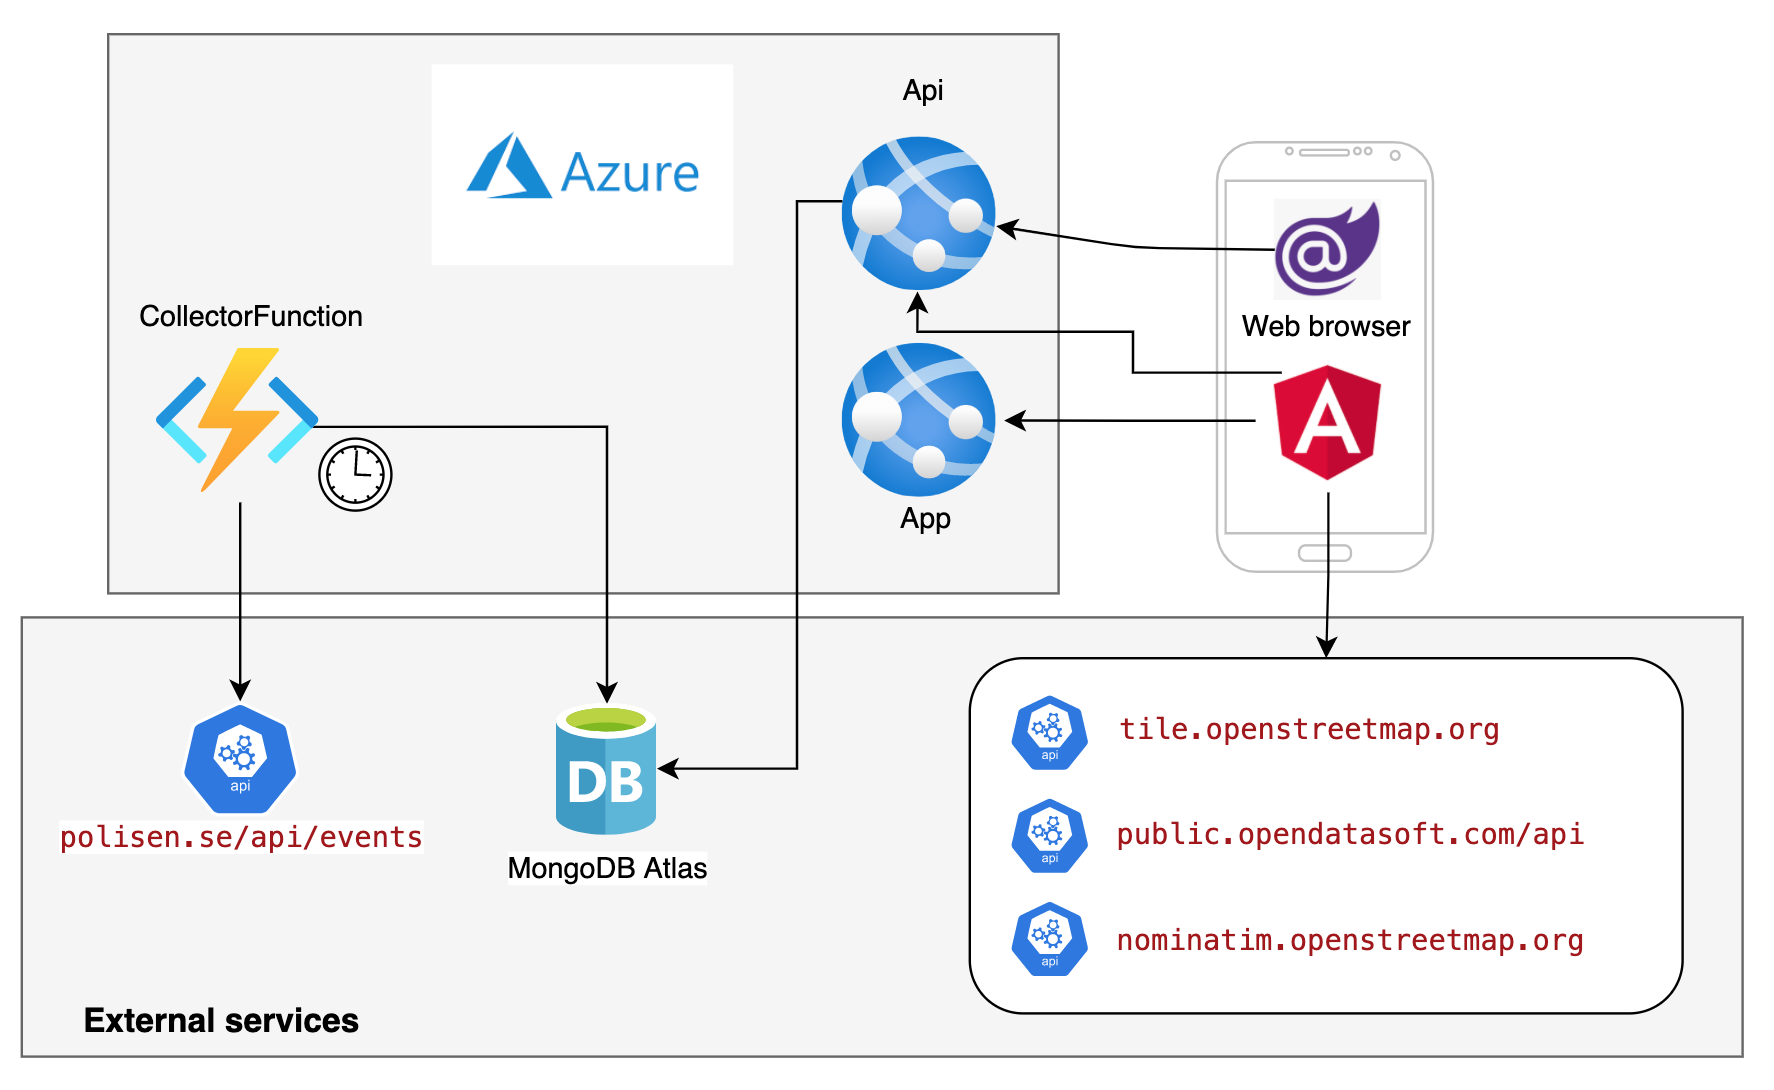 Api
Azure
CollectorFunction
Web browser
App
DB
api
polisen.se/api/events
MongoDB Atlas
api
tile.openstreetmap.org
api
public.opendatasoft.com/api
api
nominatim.openstreetmap.org
External services